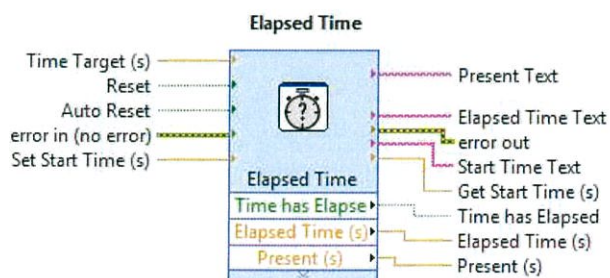 Elapsed Time
Time Target (s)
Reset
Auto Reset
error in (no error)
Set Start Time (s)
?
Elapsed Time
Time has Elapse
Elapsed Time (s)
Present (s)
Present Text
Elapsed Time Text
error out
Start Time Text
Get Start Time (s)
Time has Elapsed
Elapsed Time (s)
Present (s)